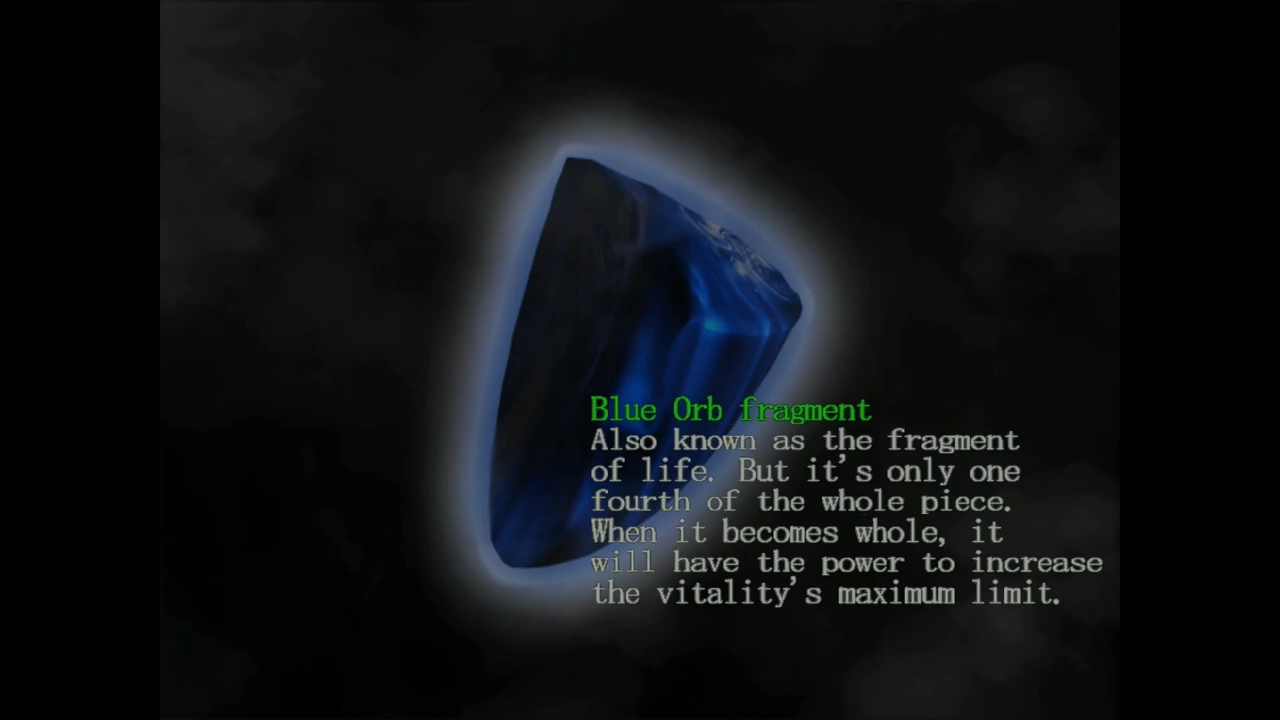 Blue Orb fragment
Also known as the fragment
of life. But it's only one
fourth of the whole piece.
When it becomes whole, it
will have the power to increase
the vitality's maximum limit.